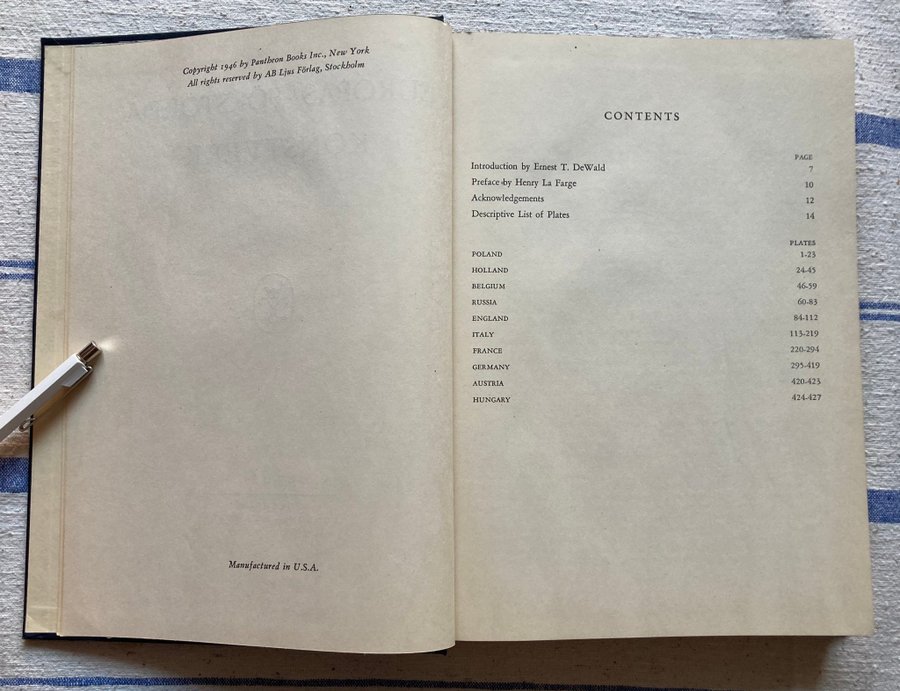 Copyright 1946 by Pantheon Books Inc., New York
All rights reserved by AB Ljus Förlag, Stockholm
Manufactured in U.S.A.
CONTENTS
PAGE
Introduction by Ernest T. DeWald 7
Preface by Henry La Farge 10
Acknowledgements 12
Descriptive List of Plates 14
PLATES
POLAND 1-23
HOLLAND 24-45
BELGIUM 46-59
RUSSIA 60-83
ENGLAND 84-112
ITALY 113-219
FRANCE 220-294
GERMANY 295-419
AUSTRIA 420-423
HUNGARY 424-427